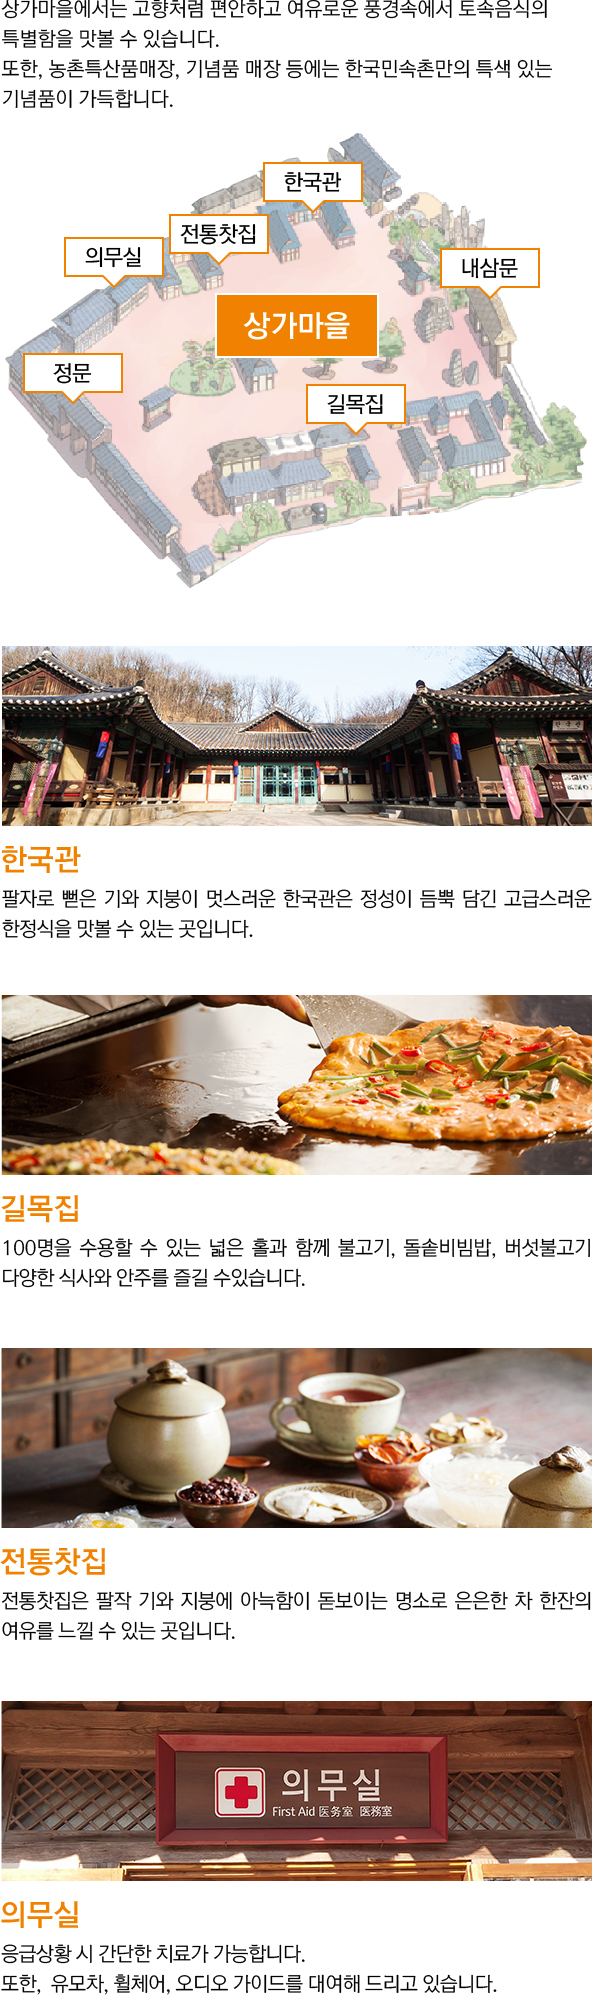 상가마을에서는 고향처럼 편안하고 여유로운 풍경속에서 토속음식의
특별함을 맛볼 수 있습니다.
또한, 농촌특산품매장, 기념품 매장 등에는 한국민속촌만의 특색 있는
기념품이 가득합니다.
한국관
전통찻집
의무실
내삼문
상가마을
정문
길목집
한국관
한국관
팔자로 뻗은 기와 지붕이 멋스러운 한국관은 정성이 듬뿍 담긴 고급스러운
한정식을 맛볼 수 있는 곳입니다.
길목집
100명을 수용할 수 있는 넓은 홀과 함께 불고기, 돌솥비빔밥, 버섯불고기
다양한 식사와 안주를 즐길 수있습니다.
전통찻집
전통찻집은 팔작 기와 지붕에 아늑함이 돋보이는 명소로 은은한 차 한잔의
여유를 느낄 수 있는 곳입니다.
의무실
First Aid 医务室 医務室
의무실
응급상황 시 간단한 치료가 가능합니다.
또한, 유모차, 휠체어, 오디오 가이드를 대여해 드리고 있습니다.